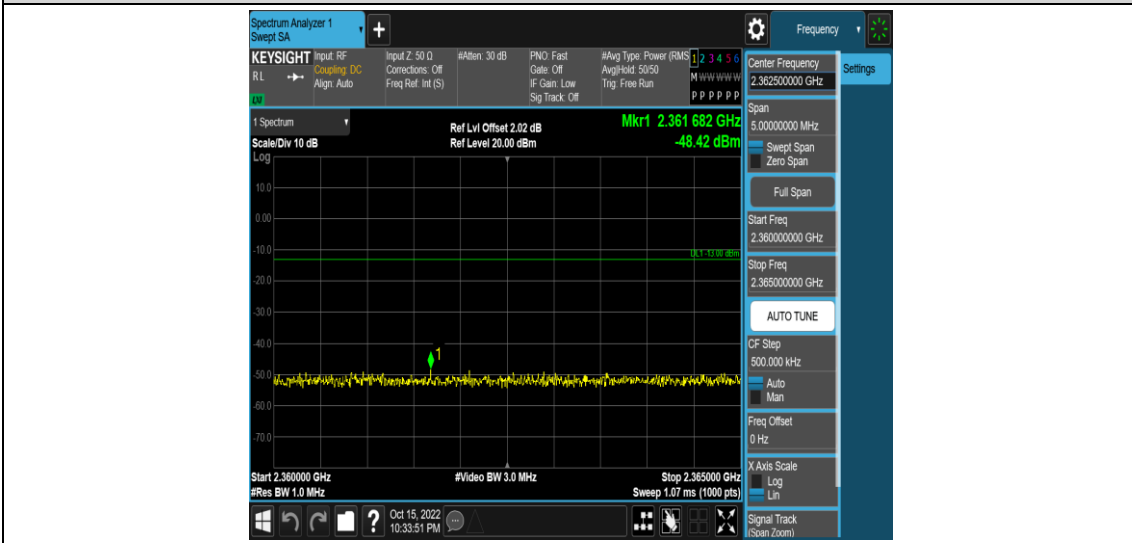 Spectrum Analyzer 1
Swept SA
+
Frequency
KEYSIGHT Input: RF Input Z: 50 Ω #Atten: 30 dB PNO: Fast #Avg Type: Power (RMS 1 2 3 4 5 6
RL Coupling: DC Corrections: Off Gate: Off Avg|Hold: 50/50 M W W W W W
Align: Auto Freq Ref: Int (S) IF Gain: Low Trig: Free Run
Sig Track: Off P P P P P P
LXI
1 Spectrum
Ref Lvl Offset 2.02 dB
Mkr1 2.361 682 GHz
Scale/Div 10 dB
Ref Level 20.00 dBm
-48.42 dBm
Log
10.0
0.00
-10.0
DL1 -13.00 dBm
-20.0
-30.0
-40.0
1
-50.0
-60.0
-70.0
Start 2.360000 GHz #Video BW 3.0 MHz Stop 2.365000 GHz
#Res BW 1.0 MHz Sweep 1.07 ms (1000 pts)
?
Oct 15, 2022
10:33:51 PM
Center Frequency
2.362500000 GHz
Settings
Span
5.00000000 MHz
Swept Span
Zero Span
Full Span
Start Freq
2.360000000 GHz
Stop Freq
2.365000000 GHz
AUTO TUNE
CF Step
500.000 kHz
Auto
Man
Freq Offset
0 Hz
X Axis Scale
Log
Lin
Signal Track
(Span Zoom)